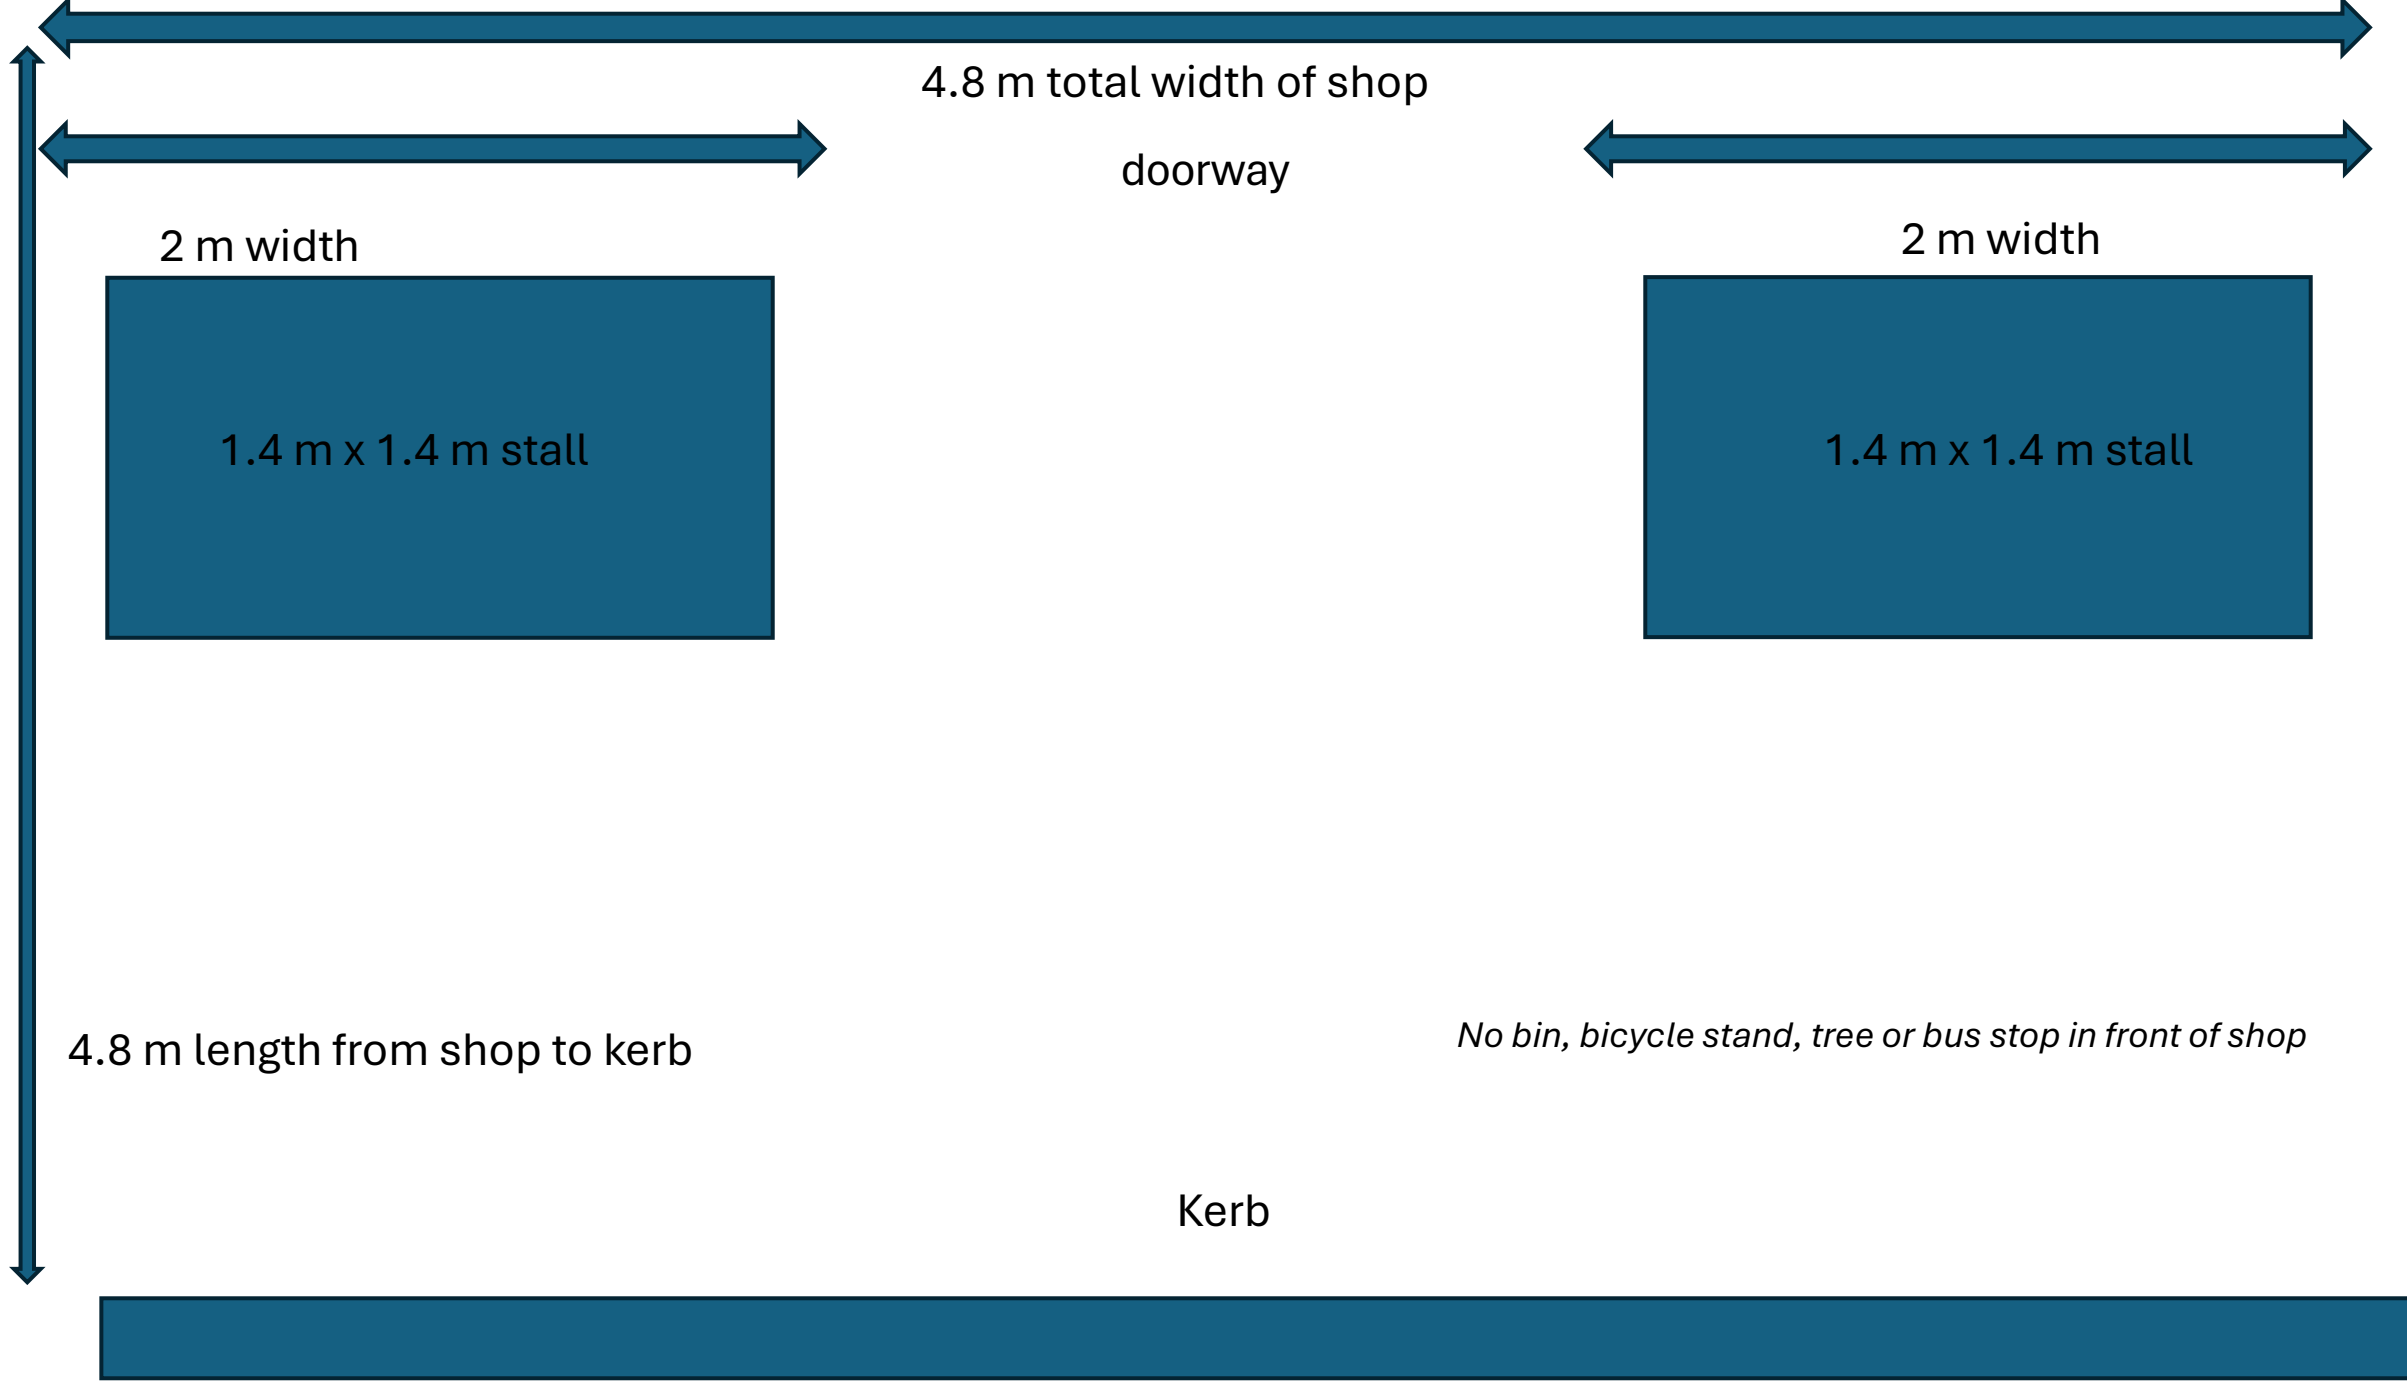 4.8 m total width of shop
doorway
2 m width
2 m width
1.4 m x 1.4 m stall
1.4 m x 1.4 m stall
4.8 m length from shop to kerb
No bin, bicycle stand, tree or bus stop in front of shop
Kerb